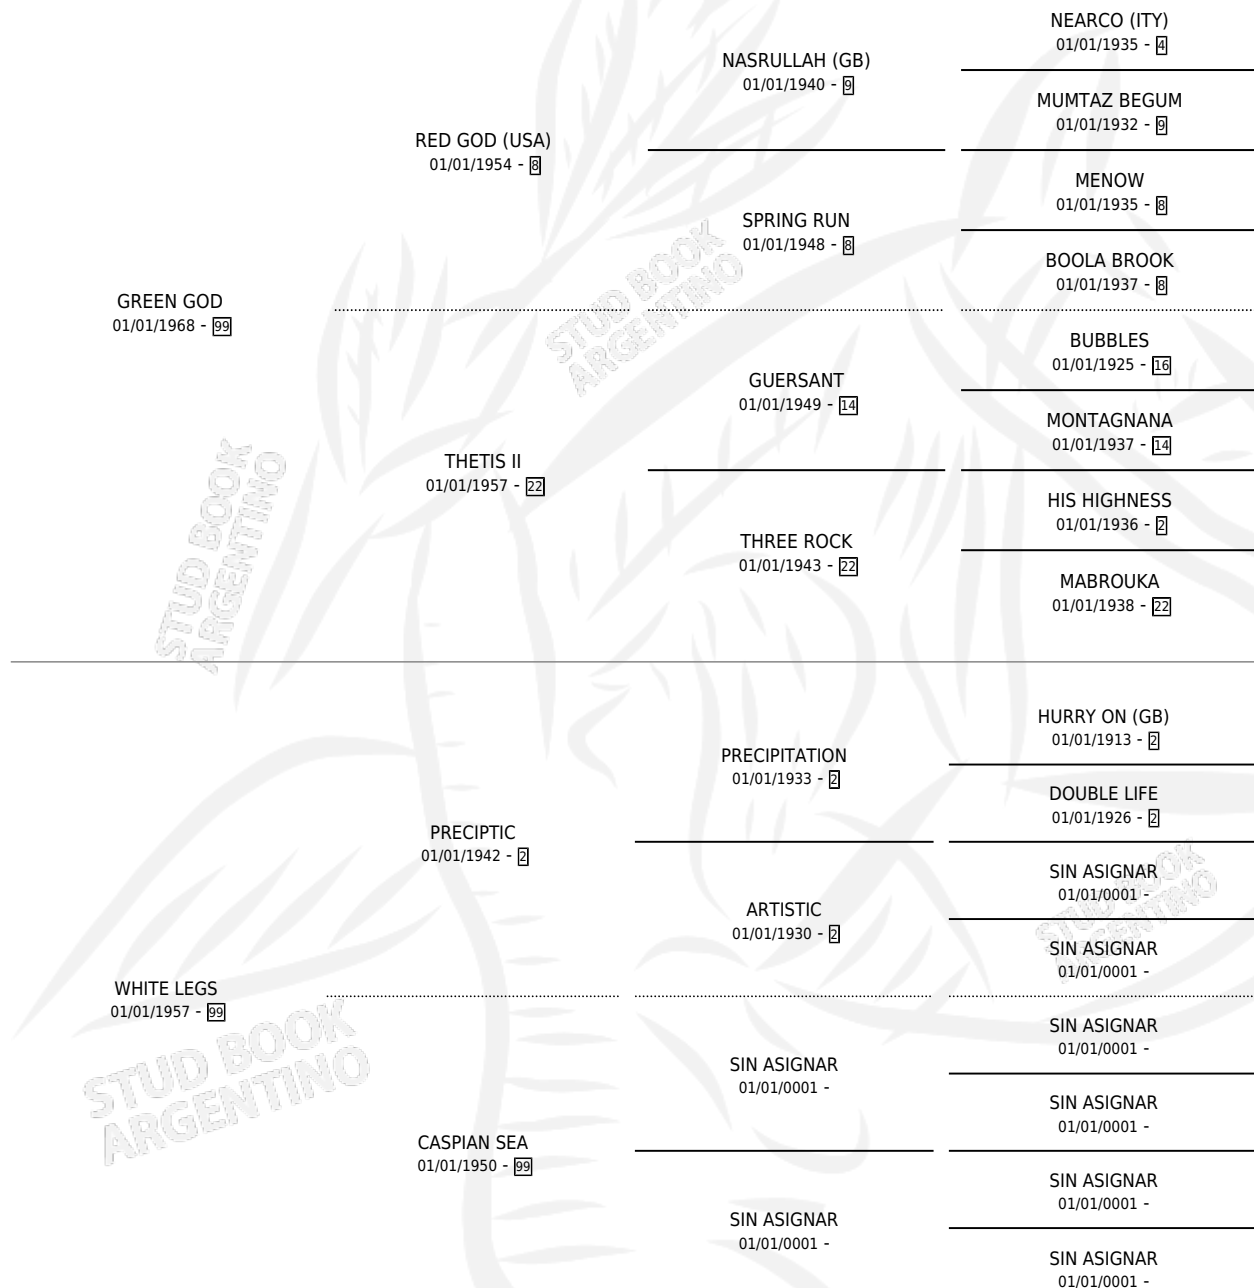 NEARCO (ITY)
01/01/1935 - 4
NASRULLAH (GB)
01/01/1940 - 9
MUMTAZ BEGUM
01/01/1932 - 9
RED GOD (USA)
01/01/1954 - 8
MENOW
01/01/1935 - 8
SPRING RUN
01/01/1948 - 8
BOOLA BROOK
01/01/1937 - 8
STUD BOOK
ARGENTINO
GREEN GOD
01/01/1968 - 99
BUBBLES
01/01/1925 - 16
GUERSANT
01/01/1949 - 14
MONTAGNANA
01/01/1937 - 14
THETIS II
01/01/1957 - 22
HIS HIGHNESS
01/01/1936 - 2
THREE ROCK
01/01/1943 - 22
MABROUKA
01/01/1938 - 22
STUD BOOK
ARGENTINO
HURRY ON (GB)
01/01/1913 - 2
PRECIPITATION
01/01/1933 - 2
DOUBLE LIFE
01/01/1926 - 2
PRECIPTIC
01/01/1942 - 2
SIN ASIGNAR
01/01/0001 -
ARTISTIC
01/01/1930 - 2
SIN ASIGNAR
01/01/0001 -
STUD BOOK
ARGENTINO
WHITE LEGS
01/01/1957 - 99
SIN ASIGNAR
01/01/0001 -
SIN ASIGNAR
01/01/0001 -
SIN ASIGNAR
01/01/0001 -
STUD BOOK
ARGENTINO
CASPIAN SEA
01/01/1950 - 99
SIN ASIGNAR
01/01/0001 -
SIN ASIGNAR
01/01/0001 -
SIN ASIGNAR
01/01/0001 -